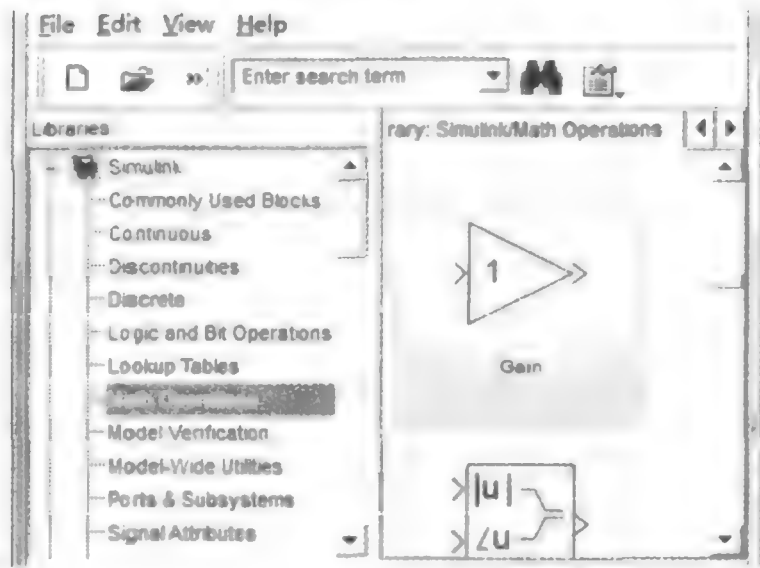 File Edit View Help
Enter search term
Libraries
rary: Simulink/Math Operations
Simulink
Commonly Used Blocks
Continuous
Discontinuities
Discrete
Logic and Bit Operations
Lookup Tables
Model Verification
Model-Wide Utilities
Ports & Subsystems
Signal Attributes
1
Gain
|u|
∠u